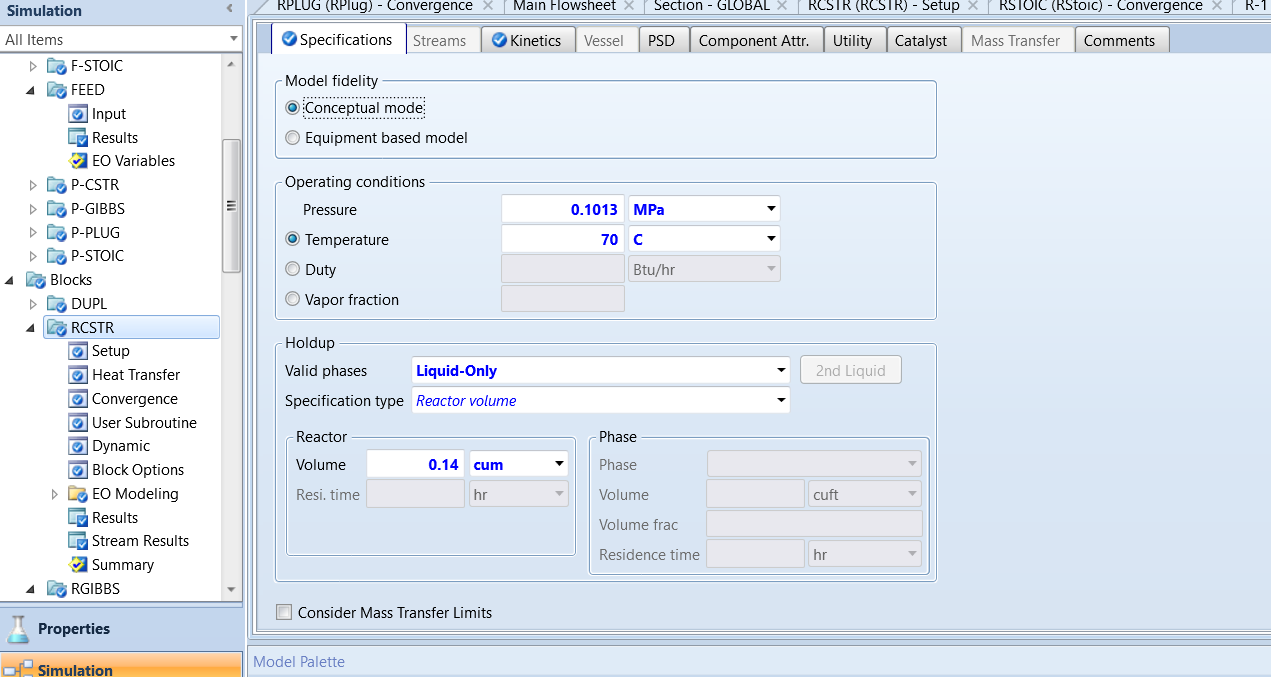 Simulation
RPLUG (RPlug) - Convergence
Main Flowsheet
Section - GLOBAL
RCSTR (RCSTR) - Setup
RSTOIC (RStoic) - Convergence
R-1
All Items
F-STOIC
FEED
Input
Results
EO Variables
P-CSTR
P-GIBBS
P-PLUG
P-STOIC
Blocks
DUPL
RCSTR
Setup
Heat Transfer
Convergence
User Subroutine
Dynamic
Block Options
EO Modeling
Results
Stream Results
Summary
RGIBBS
Properties
Simulation
Specifications Streams Kinetics Vessel PSD Component Attr. Utility Catalyst Mass Transfer Comments
Model fidelity
Conceptual mode
Equipment based model
Operating conditions
Pressure 0.1013 MPa
Temperature 70 C
Duty Btu/hr
Vapor fraction
Holdup
Valid phases Liquid-Only 2nd Liquid
Specification type Reactor volume
Reactor
Volume 0.14 cum
Resi. time hr
Phase
Phase
Volume cuft
Volume frac
Residence time hr
Consider Mass Transfer Limits
Model Palette